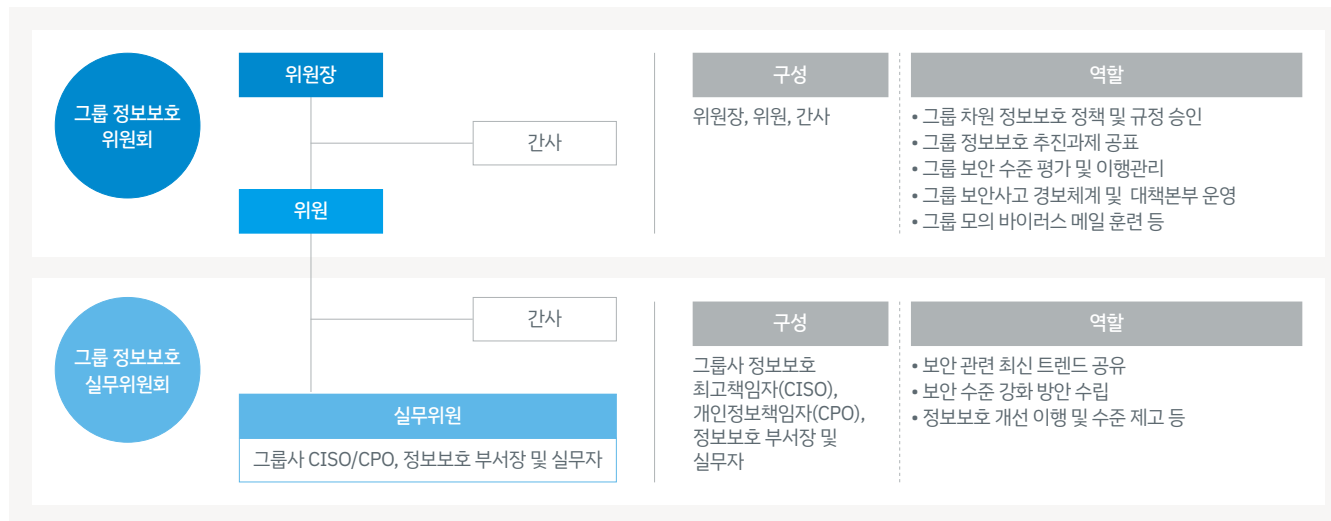 그룹 정보보호
위원회
위원장
간사
위원
구성
위원장, 위원, 간사
역할
• 그룹 차원 정보보호 정책 및 규정 승인
• 그룹 정보보호 추진과제 공표
• 그룹 보안 수준 평가 및 이행관리
• 그룹 보안사고 경보체계 및 대책본부 운영
• 그룹 모의 바이러스 메일 훈련 등
그룹 정보보호
실무위원회
간사
실무위원
그룹사 CISO/CPO, 정보보호 부서장 및 실무자
구성
그룹사 정보보호
최고책임자(CISO),
개인정보책임자(CPO),
정보보호 부서장 및
실무자
역할
• 보안 관련 최신 트렌드 공유
• 보안 수준 강화 방안 수립
• 정보보호 개선 이행 및 수준 제고 등